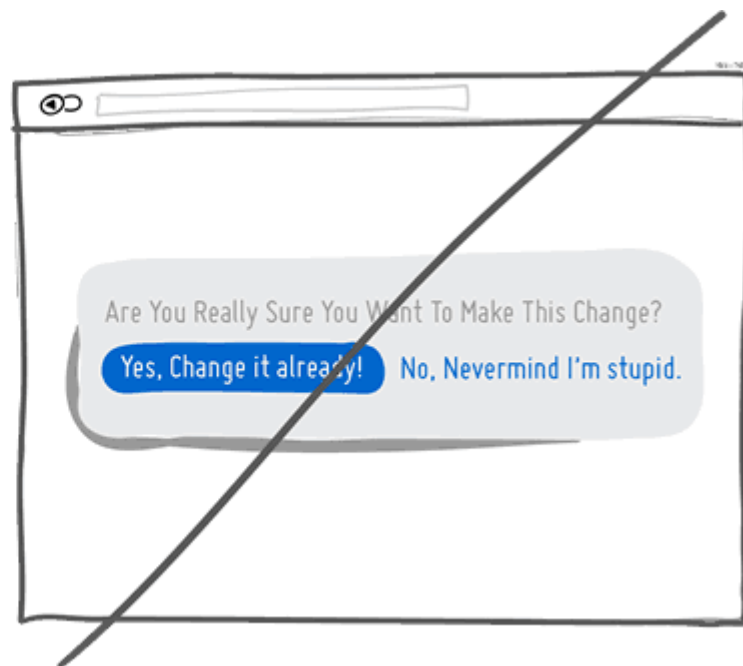 Are You Really Sure You Want To Make This Change?
Yes, Change it already! No, Nevermind I'm stupid.